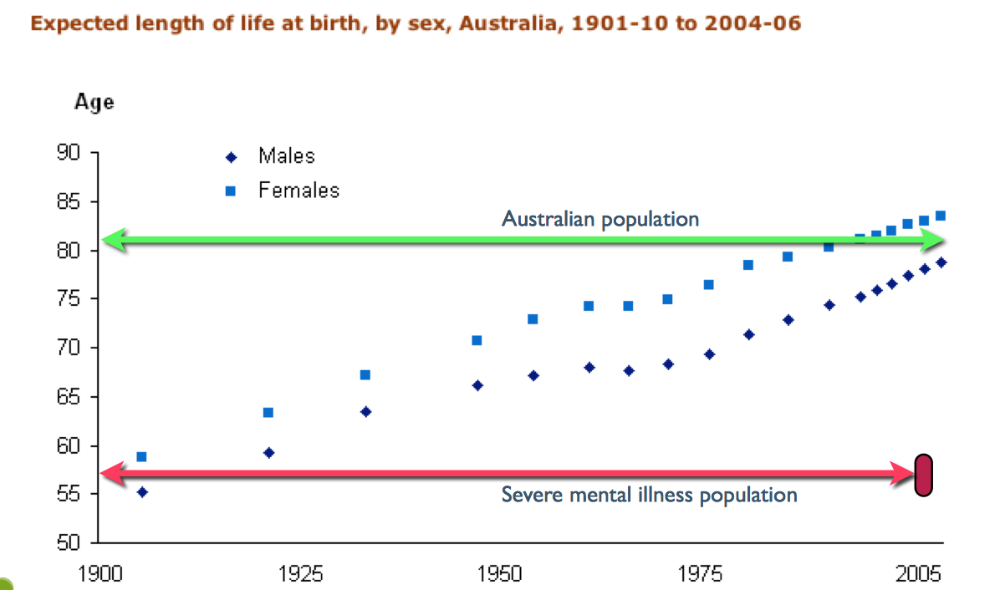 Expected length of life at birth, by sex, Australia, 1901-10 to 2004-06
Age
90
Males
Females
85
Australian population
80
75
70
65
60
55
Severe mental illness population
50
1900 1925 1950 1975 2005